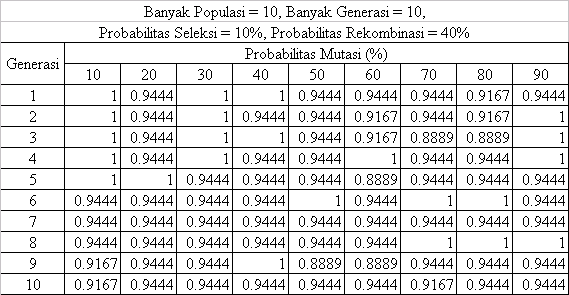 Banyak Populasi = 10, Banyak Generasi = 10,
Probabilitas Seleksi = 10%, Probabilitas Rekombinasi = 40%
Generasi Probabilitas Mutasi (%)
10 20 30 40 50 60 70 80 90
1 1 0.9444 1 1 0.9444 0.9444 0.9444 0.9167 0.9444
2 1 0.9444 1 0.9444 0.9444 0.9167 0.9444 0.9167 1
3 1 0.9444 1 1 0.9444 0.9167 0.8889 0.8889 1
4 1 0.9444 1 0.9444 0.9444 1 0.9444 0.9444 1
5 1 1 0.9444 0.9444 0.9444 0.8889 0.9444 0.9444 0.9444
6 0.9444 0.9444 0.9444 0.9444 1 0.9444 1 1 0.9444
7 0.9444 0.9444 0.9444 0.9444 0.9444 0.9444 0.9444 0.9444 0.9444
8 0.9444 0.9444 0.9444 0.9444 0.9444 0.9444 1 1 1
9 0.9167 0.9444 0.9444 1 0.8889 0.8889 0.9444 0.9444 0.9444
10 0.9167 0.9444 0.9444 0.9444 0.9444 0.9444 0.9167 0.9444 0.9444